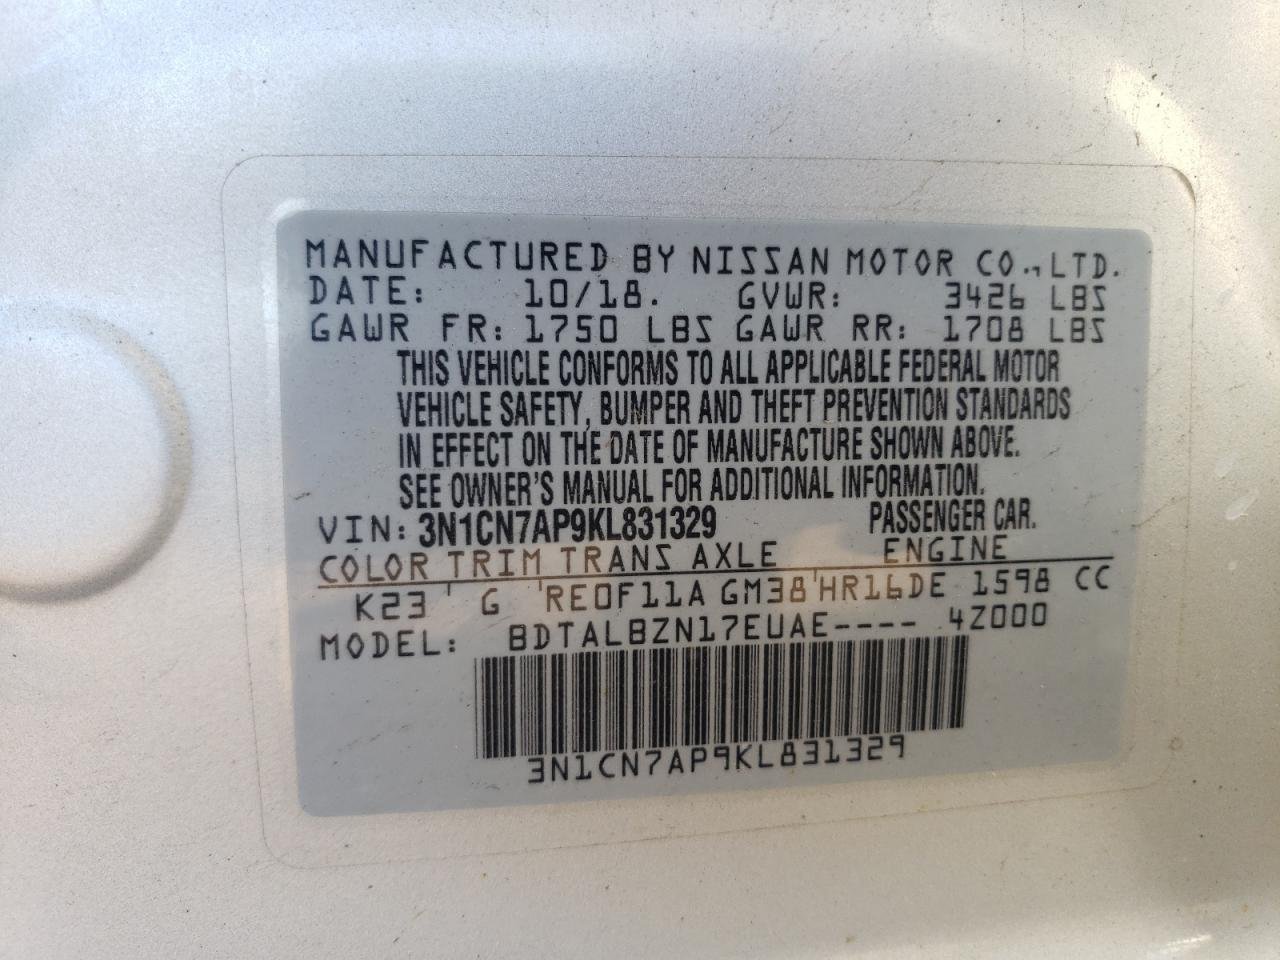 MANUFACTURED BY NISSAN MOTOR CO.,LTD.
DATE: 10/18. GVWR: 3426 LBS
GAWR FR: 1750 LBS GAWR RR: 1708 LBS
THIS VEHICLE CONFORMS TO ALL APPLICABLE FEDERAL MOTOR
VEHICLE SAFETY, BUMPER AND THEFT PREVENTION STANDARDS
IN EFFECT ON THE DATE OF MANUFACTURE SHOWN ABOVE.
SEE OWNER'S MANUAL FOR ADDITIONAL INFORMATION.
VIN: 3N1CN7AP9KL831329 PASSENGER CAR.
COLOR TRIM TRANS AXLE ENGINE
K23 ' G ' RE0F11A GM38 ' HR16DE 1598 CC
MODEL: BDTALBZN17EUAE---- 4Z000
3N1CN7AP9KL831329